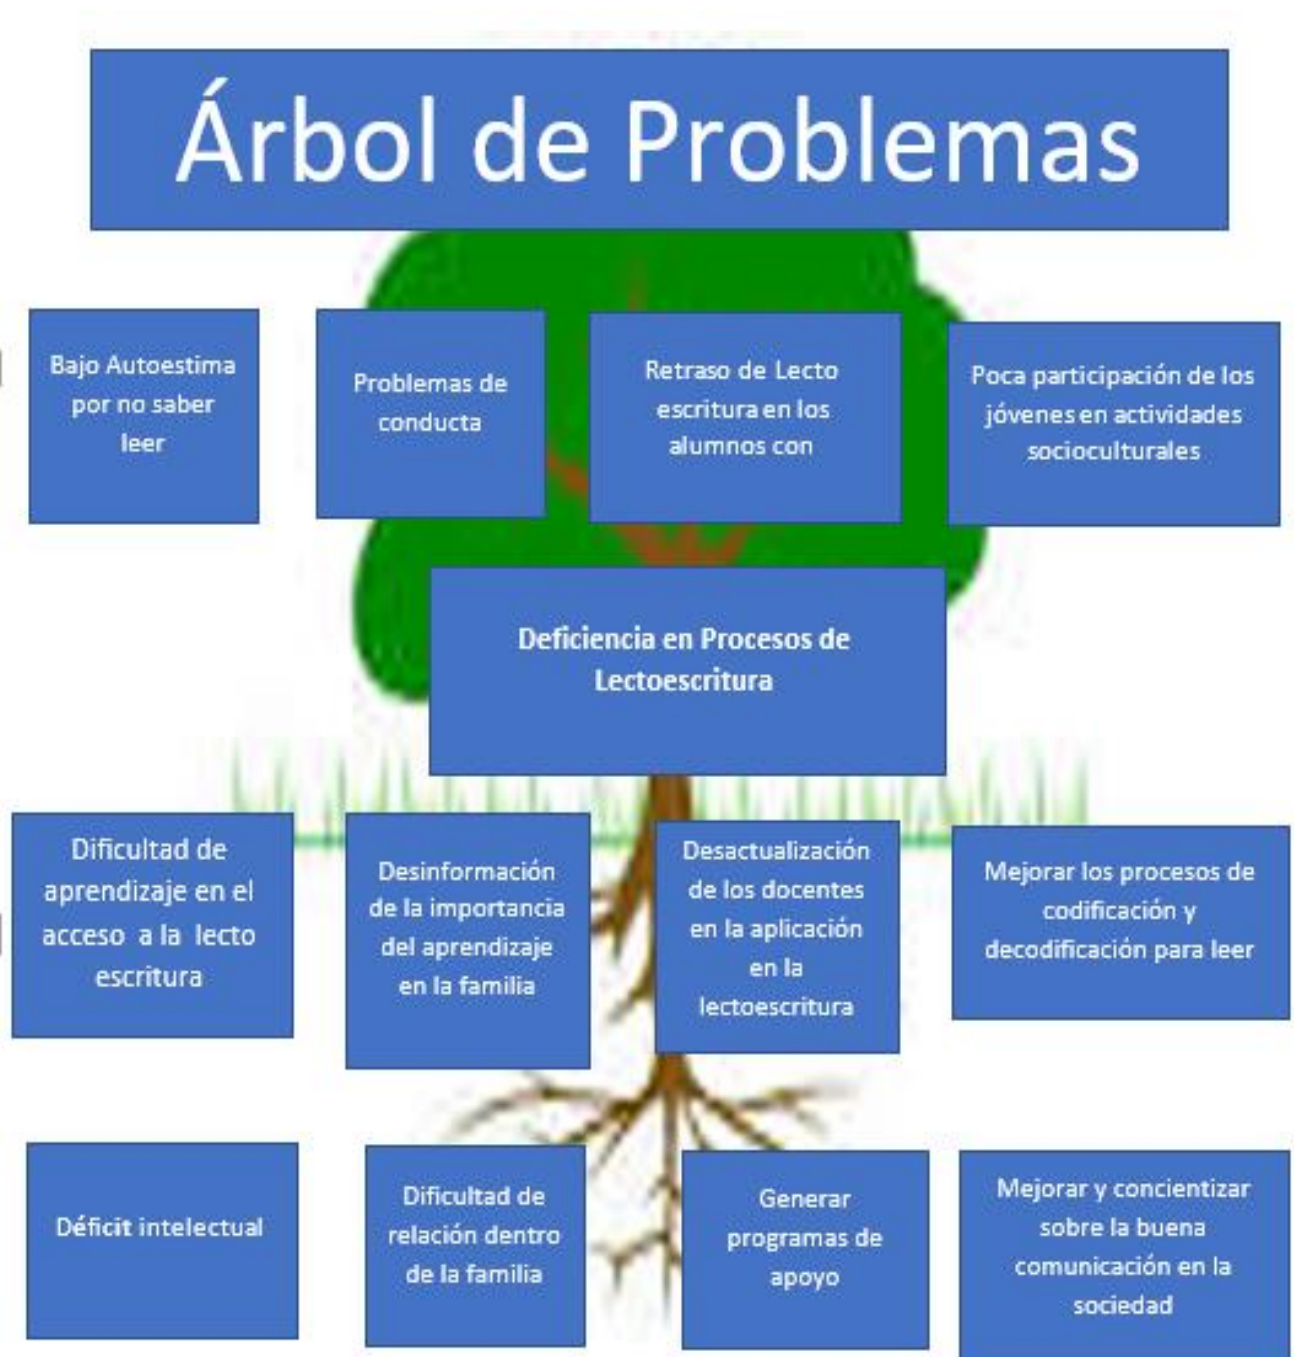 Árbol de Problemas
Bajo Autoestima
por no saber
leer
Problemas de
conducta
Retraso de Lecto
escritura en los
alumnos con
Poca participación de los
jóvenes en actividades
socioculturales
Deficiencia en Procesos de
Lectoescritura
Dificultad de
aprendizaje en el
acceso a la lecto
escritura
Desinformación
de la importancia
del aprendizaje
en la familia
Desactualización
de los docentes
en la aplicación
en la
lectoescritura
Mejorar los procesos de
codificación y
decodificación para leer
Déficit intelectual
Dificultad de
relación dentro
de la familia
Generar
programas de
apoyo
Mejorar y concientizar
sobre la buena
comunicación en la
sociedad